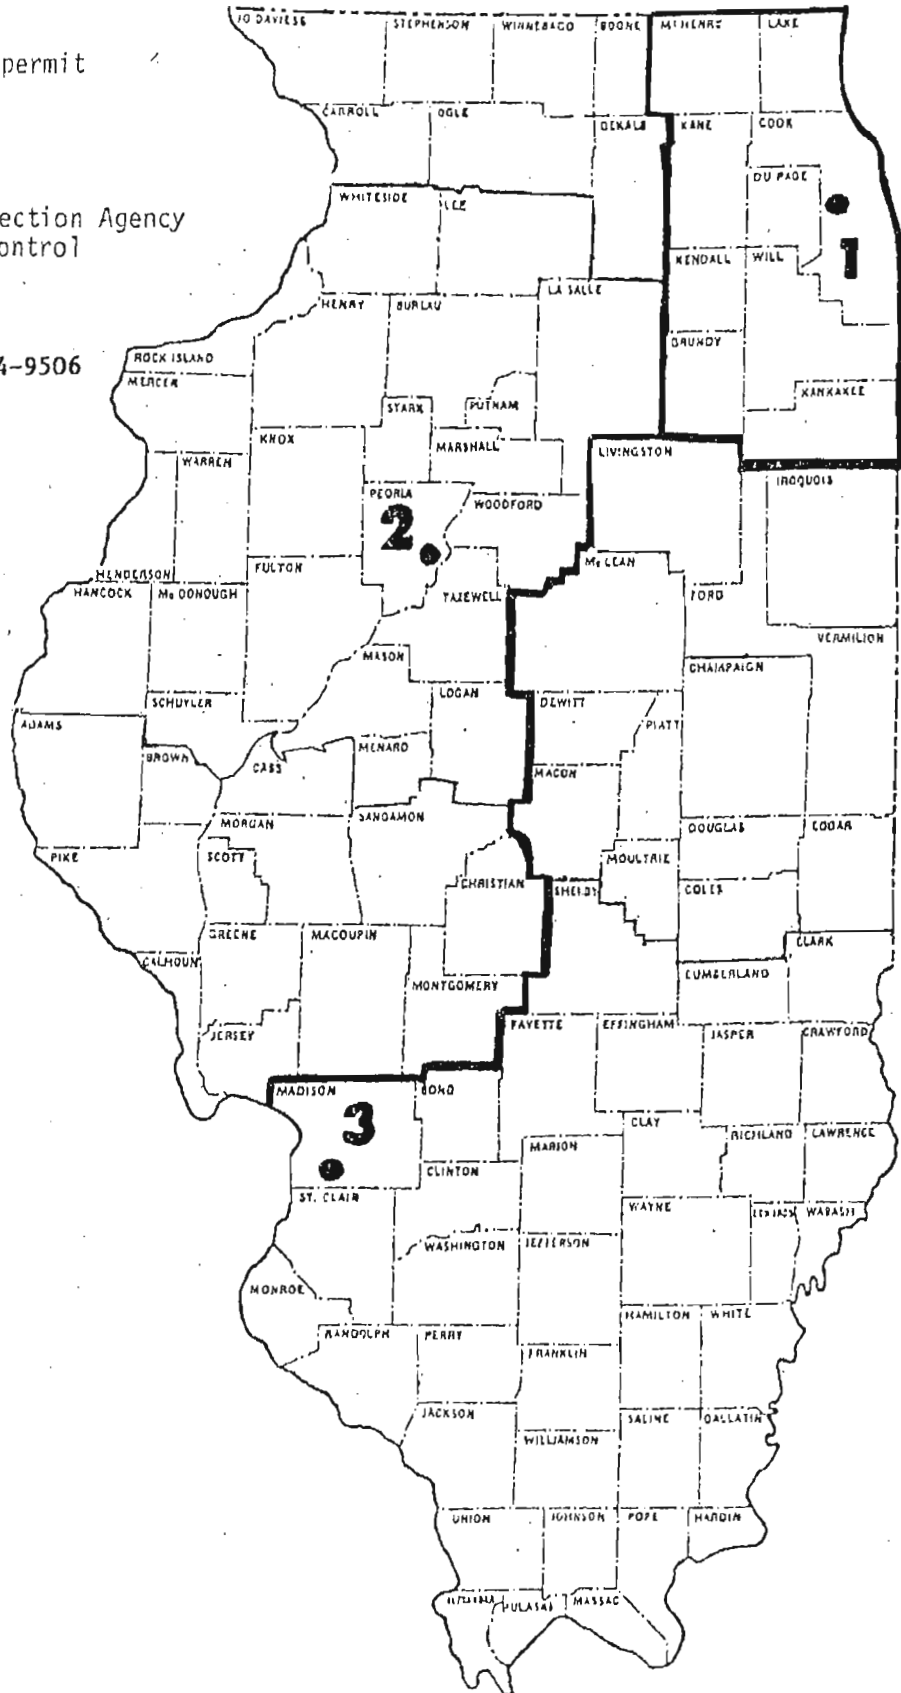 permit
ection Agency
ontrol
4-9506
JO DAVIESS
STEPHENSON
WINNEBAGO
BOONE
MCHENRY
LAKE
CARROLL
OGLE
DEKALB
KANE
COOK
DU PAGE
WHITESIDE
LEE
1
KENDALL
WILL
LA SALLE
HENRY
BUREAU
GRUNDY
ROCK ISLAND
MERCER
KANKAKEE
STARK
PUTNAM
KNOX
MARSHALL
LIVINGSTON
WARREN
IROQUOIS
PEORIA
WOODFORD
2
MC LEAN
FULTON
HENDERSON
HANCOCK
Mc DONOUGH
TAZEWELL
FORD
VERMILION
MASON
CHAMPAIGN
LOGAN
SCHUYLER
DEWITT
ADAMS
PIATT
MENARD
BROWN
CASS
MACON
SANGAMON
MORGAN
DOUGLAS
EDGAR
PIKE
SCOTT
MOULTRIE
CHRISTIAN
SHELBY
COLES
GREENE
MACOUPIN
CLARK
CALHOUN
CUMBERLAND
MONTGOMERY
FAYETTE
EFFINGHAM
JERSEY
JASPER
CRAWFORD
MADISON
BOND
3
CLAY
RICHLAND
LAWRENCE
MARION
CLINTON
ST. CLAIR
WAYNE
EDWARDS
WABASH
WASHINGTON
JEFFERSON
MONROE
HAMILTON
WHITE
RANDOLPH
PERRY
FRANKLIN
JACKSON
SALINE
GALLATIN
WILLIAMSON
UNION
JOHNSON
POPE
HARDIN
PULASKI
MASSAC